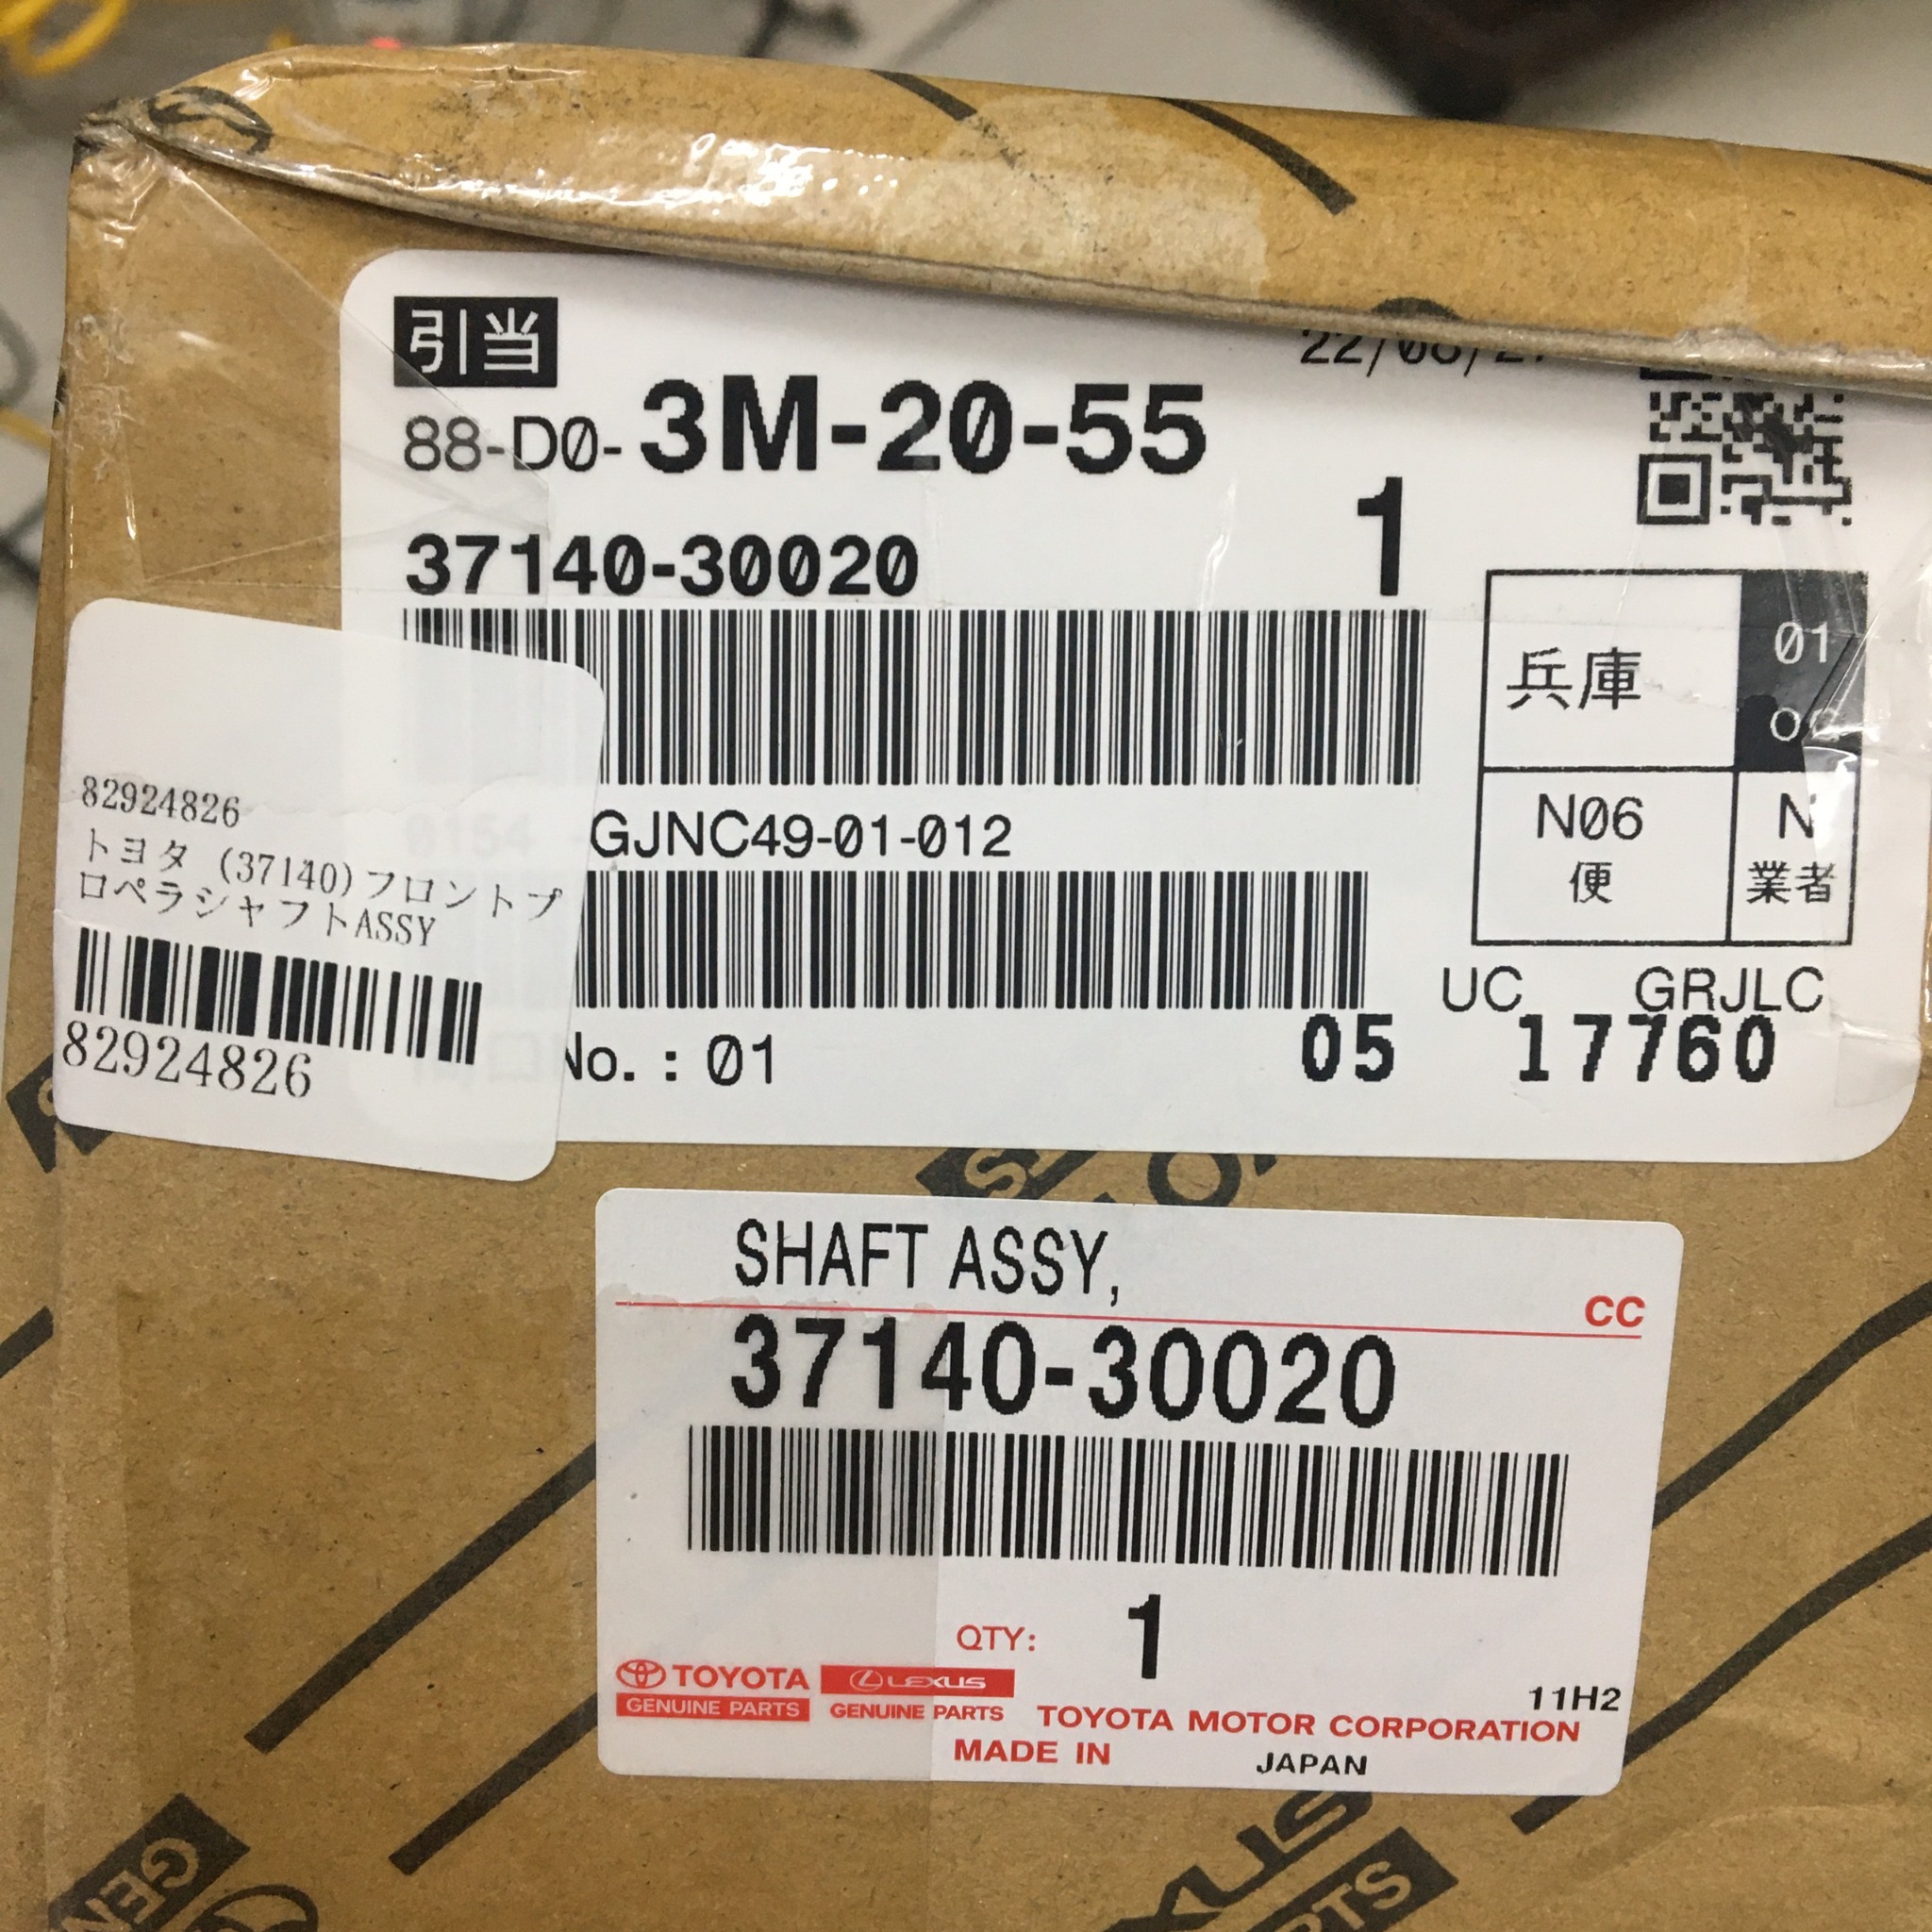 引当
88-D0-3M-20-55
37140-30020
1
兵庫
01
N06
便
N
業者
GJNC49-01-012
UC GRJLC
No.: 01
05 17760
82924826
トヨタ (37140)フロントプ
ロペラシャフトASSY
82924826
SHAFT ASSY,
CC
37140-30020
QTY: 1
TOYOTA
GENUINE PARTS
LEXUS
GENUINE PARTS
11H2
TOYOTA MOTOR CORPORATION
MADE IN JAPAN